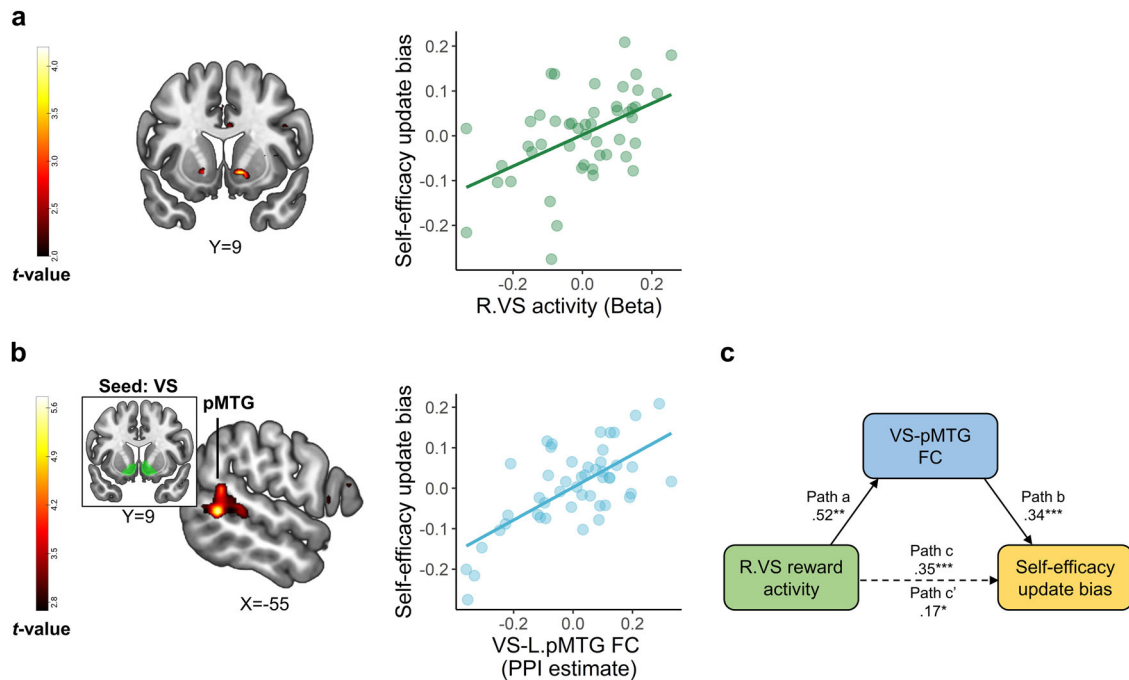 a
4.0
3.5
3.0
2.5
2.0
t-value
Y=9
Self-efficacy update bias
0.2
0.1
0.0
-0.1
-0.2
-0.2
0.0
0.2
R.VS activity (Beta)
b
5.6
4.9
4.2
3.5
2.8
t-value
Seed: VS
Y=9
pMTG
X=-55
Self-efficacy update bias
0.2
0.1
0.0
-0.1
-0.2
-0.2
0.0
0.2
VS-L.pMTG FC
(PPI estimate)
c
VS-pMTG
FC
Path a
.52**
Path b
.34***
R.VS reward
activity
Path c
.35***
Path c'
.17*
Self-efficacy
update bias